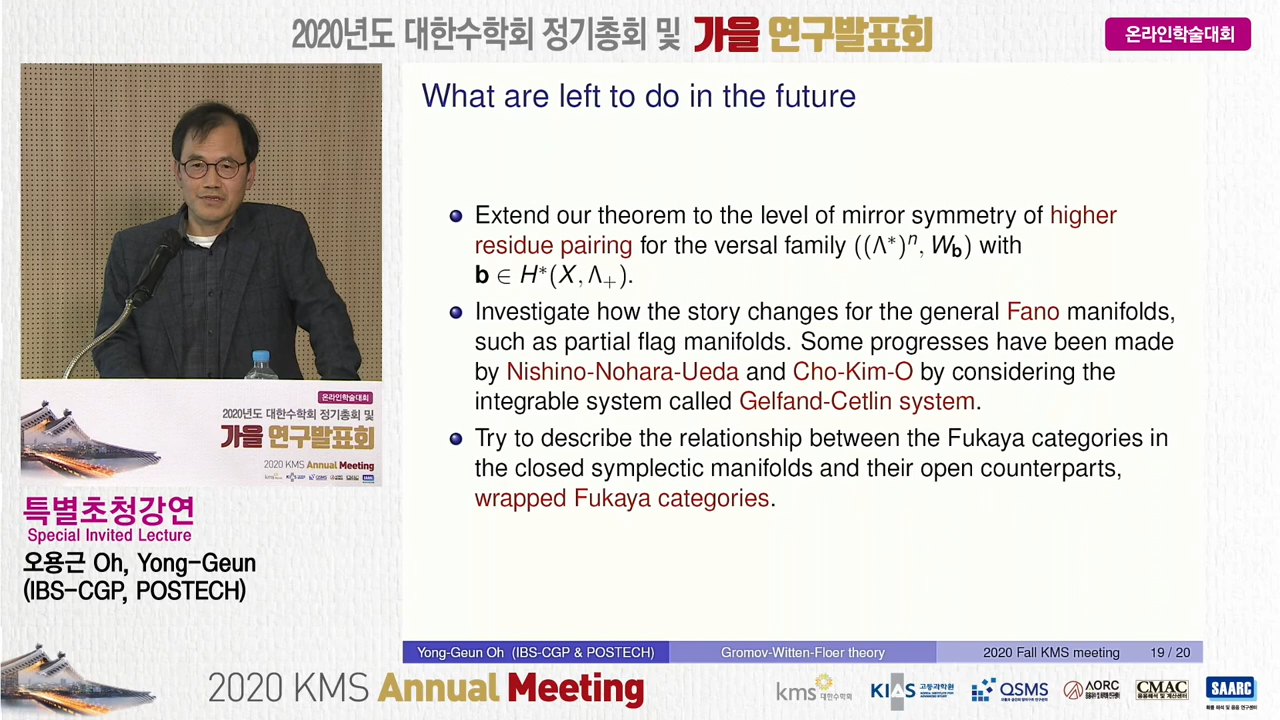 2020년도 대한수학회 정기총회 및 가을 연구발표회
온라인학술대회
What are left to do in the future
Extend our theorem to the level of mirror symmetry of higher
residue pairing for the versal family ((Λ*)ⁿ, W_b) with
b ∈ H*(X, Λ₊).
Investigate how the story changes for the general Fano manifolds,
such as partial flag manifolds. Some progresses have been made
by Nishino-Nohara-Ueda and Cho-Kim-O by considering the
integrable system called Gelfand-Cetlin system.
Try to describe the relationship between the Fukaya categories in
the closed symplectic manifolds and their open counterparts,
wrapped Fukaya categories.
온라인학술대회
2020년도 대한수학회 정기총회 및
가을 연구발표회
2020 KMS Annual Meeting
특별초청강연
Special Invited Lecture
오용근 Oh, Yong-Geun
(IBS-CGP, POSTECH)
Yong-Geun Oh (IBS-CGP & POSTECH) Gromov-Witten-Floer theory 2020 Fall KMS meeting 19 / 20
2020 KMS Annual Meeting
kms 대한수학회
KIAS 고등과학원
QSMS
AORC
CMAC
SAARC